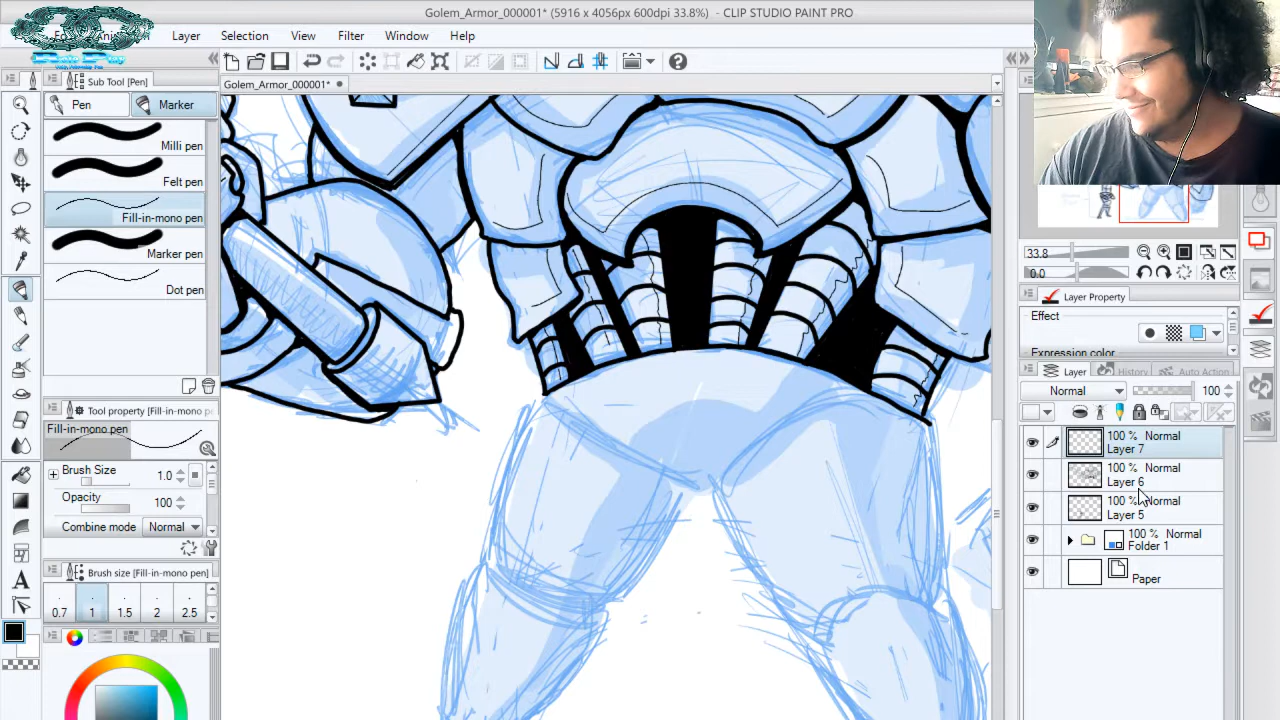 Golem_Armor_000001* (5916 x 4056px 600dpi 33.8%) - CLIP STUDIO PAINT PRO
Layer Selection View Filter Window Help
Golem_Armor_000001*
Sub Tool [Pen]
Pen Marker
Milli pen
Felt pen
Fill-in-mono pen
Marker pen
Dot pen
Tool property [Fill-in-mono p
Fill-in-mono pen
Brush Size 1.0
Opacity 100
Combine mode Normal
Brush size [Fill-in-mono pen]
0.7 1 1.5 2 2.5
33.8
0.0
Layer Property
Effect
Expression color
Layer History Auto Action
Normal 100
100 % Normal
Layer 7
100 % Normal
Layer 6
100 % Normal
Layer 5
100 % Normal
Folder 1
Paper